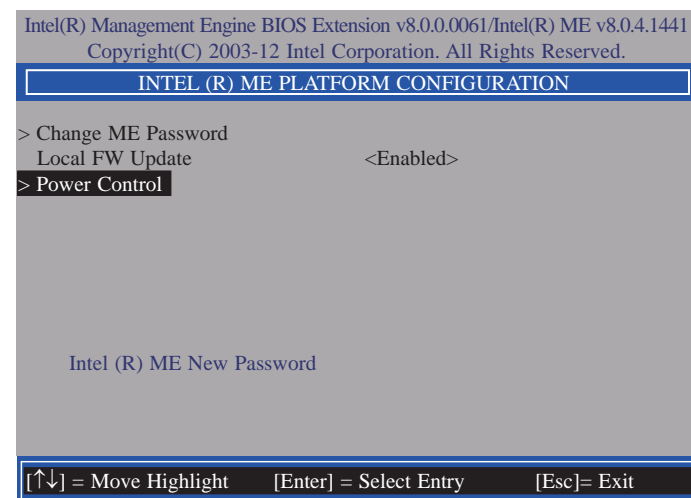 Intel(R) Management Engine BIOS Extension v8.0.0.0061/Intel(R) ME v8.0.4.1441
Copyright(C) 2003-12 Intel Corporation. All Rights Reserved.
INTEL (R) ME PLATFORM CONFIGURATION
> Change ME Password
Local FW Update <Enabled>
> Power Control
Intel (R) ME New Password
[↑↓] = Move Highlight [Enter] = Select Entry [Esc]= Exit